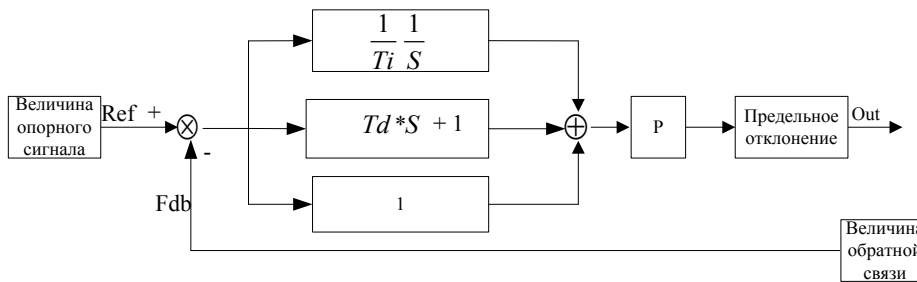 1 1
Ti S
Величина
опорного
сигнала
Ref +
-
Td *S + 1
P
Предельное
отклонение
Out
1
Fdb
Величина
обратной
связи